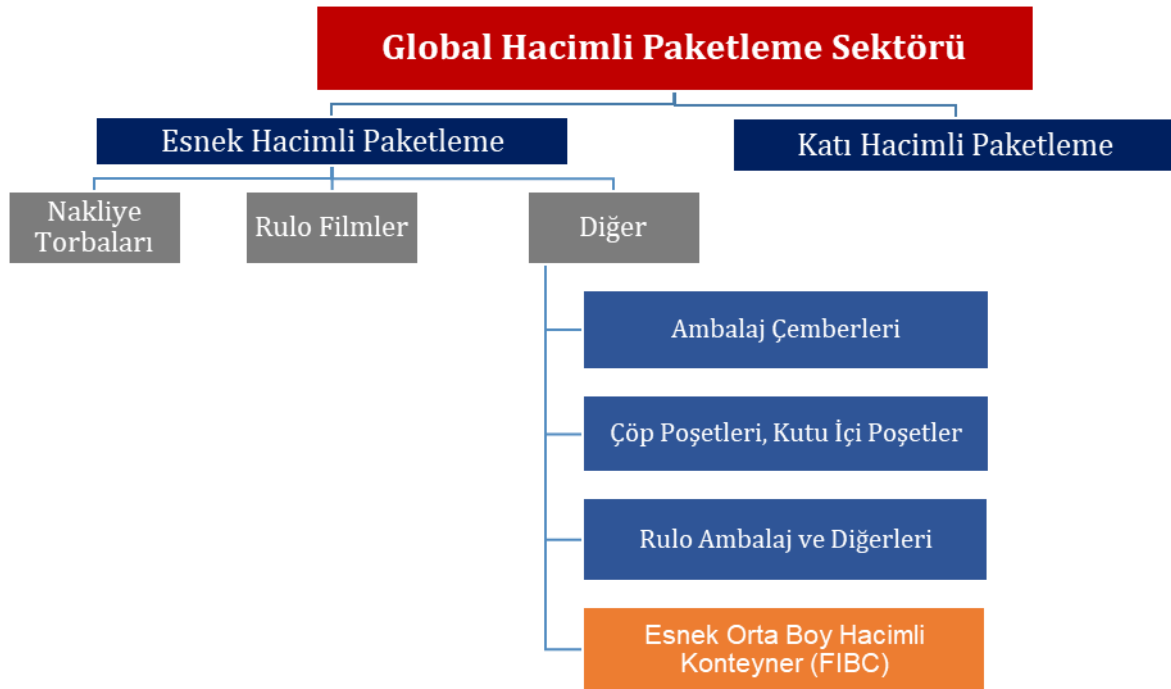 Global Hacimli Paketleme Sektörü
Esnek Hacimli Paketleme
Katı Hacimli Paketleme
Nakliye
Torbaları
Rulo Filmler
Diğer
Ambalaj Çemberleri
Çöp Poşetleri, Kutu İçi Poşetler
Rulo Ambalaj ve Diğerleri
Esnek Orta Boy Hacimli
Konteyner (FIBC)